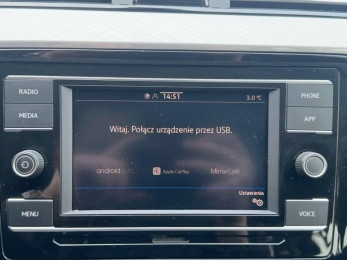 RADIO
14:51
3.0 °C
PHONE
MEDIA
Witaj. Połącz urządzenie przez USB.
APP
android auto
Apple CarPlay
MirrorLink
Ustawienia
MENU
VOICE